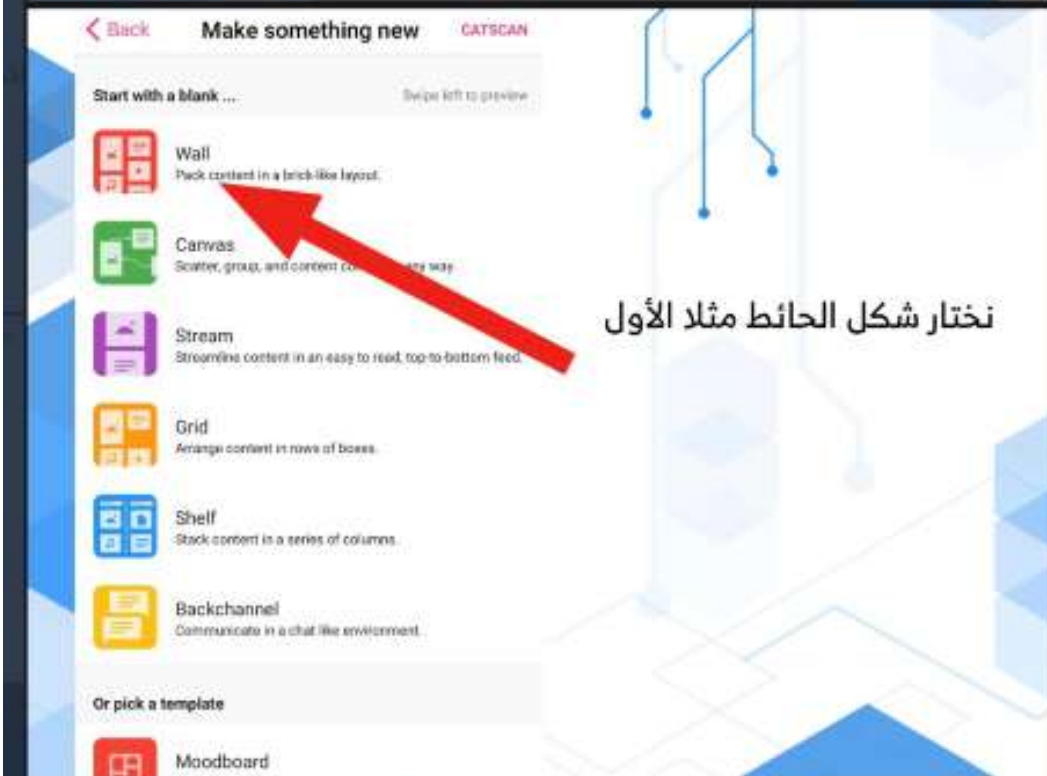 Back
Make something new
CATSCAN
Start with a blank ...
Swipe left to preview
Wall
Pack content in a brick-like layout.
Canvas
Scatter, group, and content way.
Stream
Streamline content in an easy to read, top-to-bottom feed.
Grid
Arrange content in rows of boxes.
Shelf
Stack content in a series of columns.
Backchannel
Communicate in a chat like environment.
Or pick a template
Moodboard
نختار شكل الحائط مثلا الأول